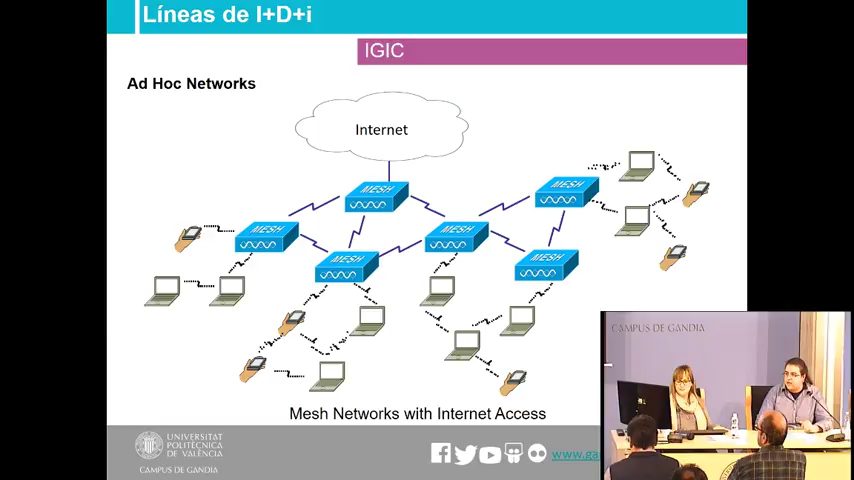 Líneas de I+D+i
IGIC
Ad Hoc Networks
Internet
MESH
MESH
MESH
MESH
MESH
MESH
Mesh Networks with Internet Access
CAMPUS DE GANDIA
UNIVERSITAT
POLITÈCNICA
DE VALÈNCIA
CAMPUS DE GANDIA